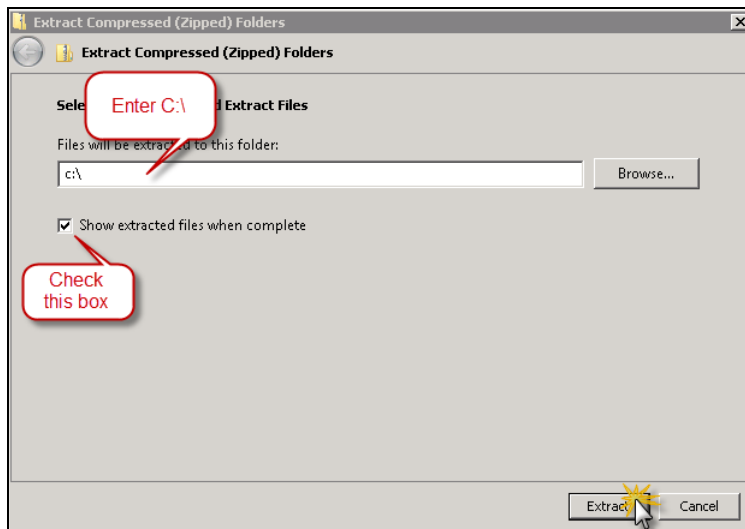 Extract Compressed (Zipped) Folders
Extract Compressed (Zipped) Folders
Enter C:\
Extract Files
Files will be extracted to this folder:
c:\
Browse...
Show extracted files when complete
Check
this box
Extract
Cancel